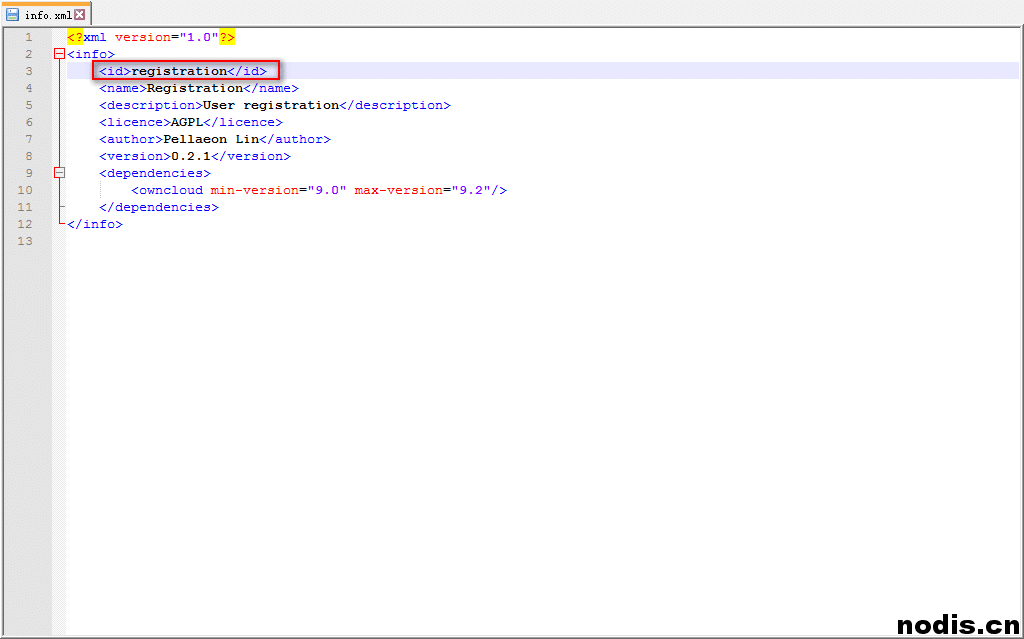 info.xml
1 <?xml version="1.0"?>
2 <info>
3     <id>registration</id>
4     <name>Registration</name>
5     <description>User registration</description>
6     <licence>AGPL</licence>
7     <author>Pellaeon Lin</author>
8     <version>0.2.1</version>
9     <dependencies>
10         <owncloud min-version="9.0" max-version="9.2"/>
11     </dependencies>
12 </info>
13
nodis.cn